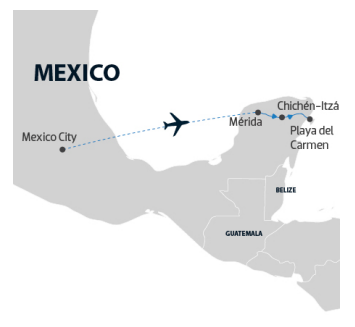 MEXICO
Chichén-Itzá
Mérida
Playa del
Carmen
Mexico City
BELIZE
GUATEMALA